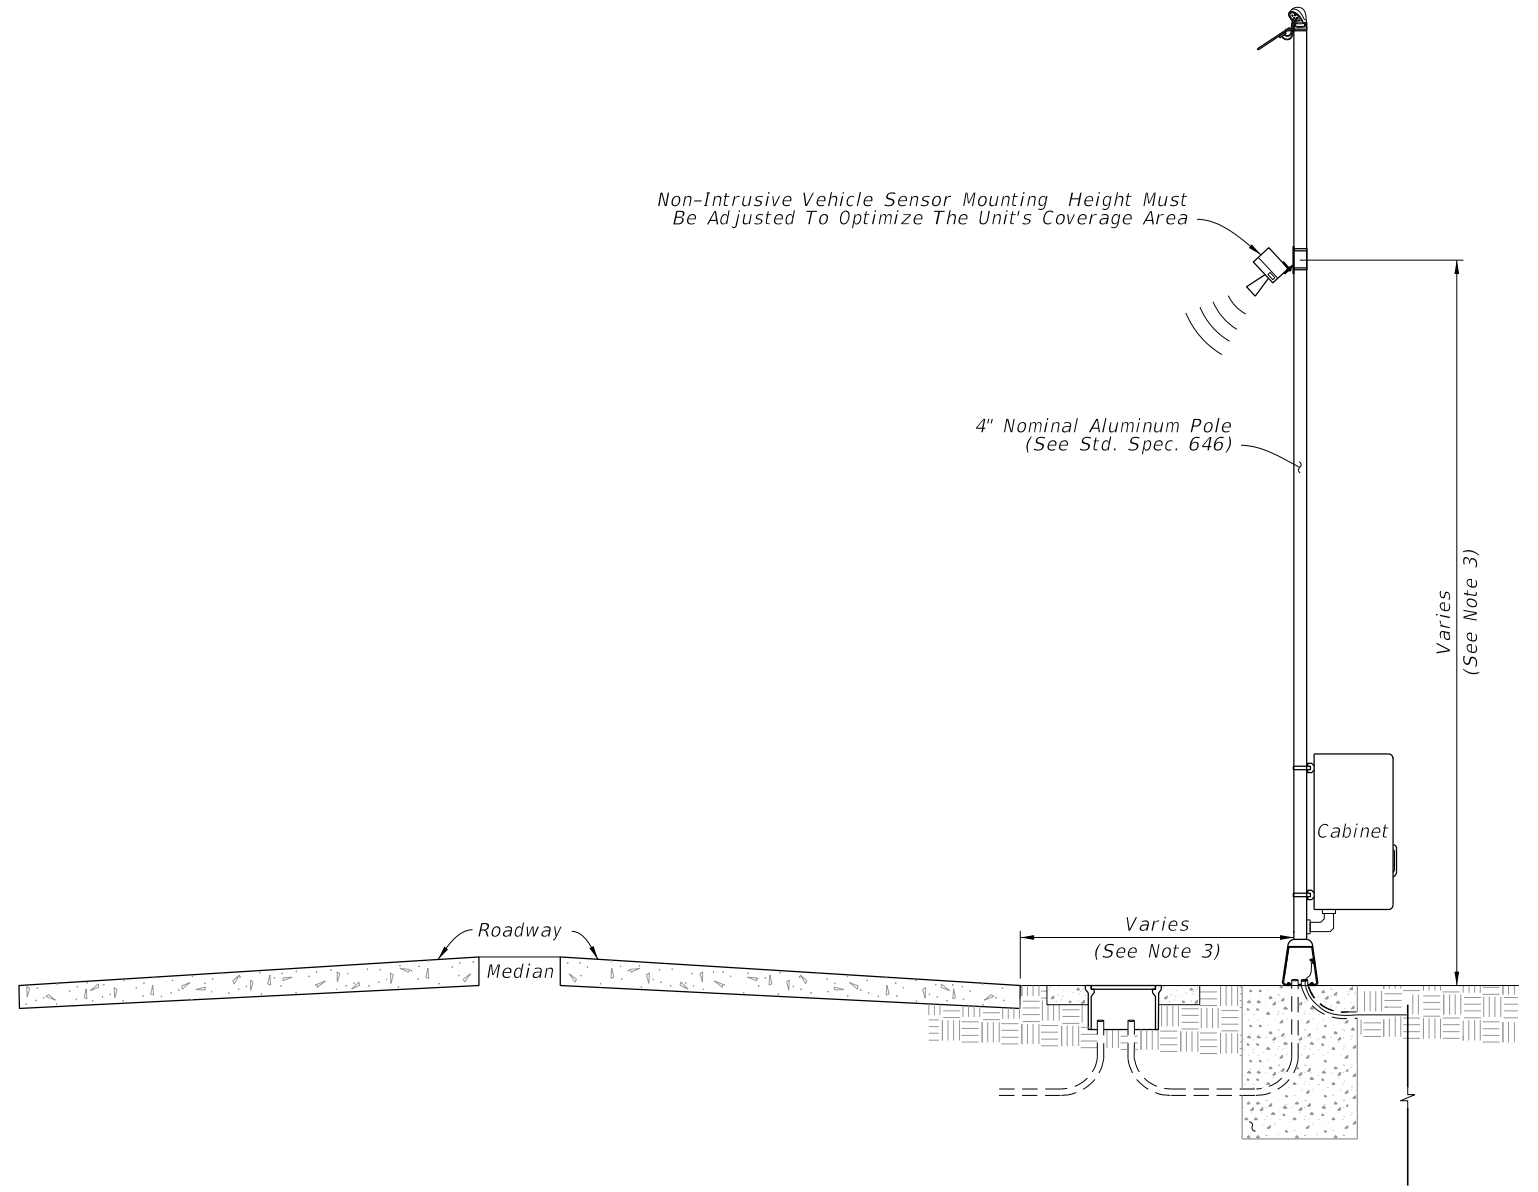 Non-Intrusive Vehicle Sensor Mounting Height Must
Be Adjusted To Optimize The Unit's Coverage Area
4" Nominal Aluminum Pole
(See Std. Spec. 646)
Varies
(See Note 3)
Cabinet
Varies
(See Note 3)
Roadway
Median